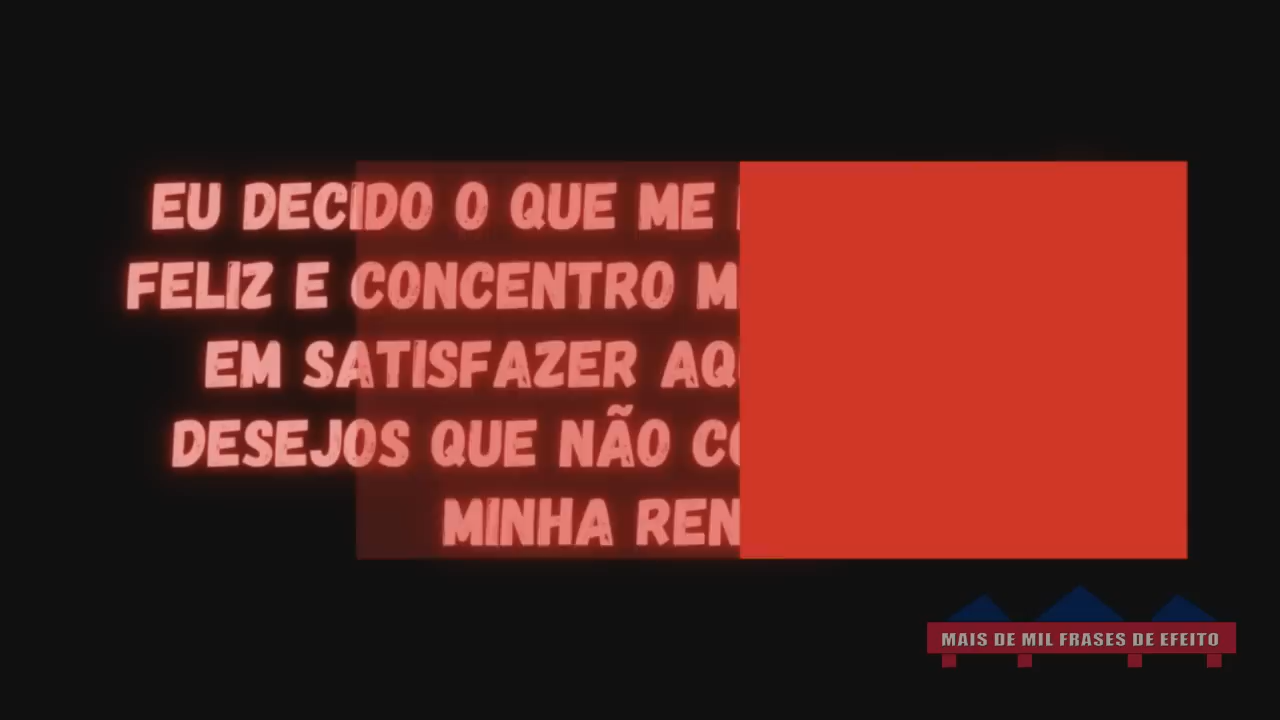 EU DECIDO O QUE ME
FELIZ E CONCENTRO
EM SATISFAZER
DESEJOS QUE NÃO
MINHA
MAIS DE MIL FRASES DE EFEITO